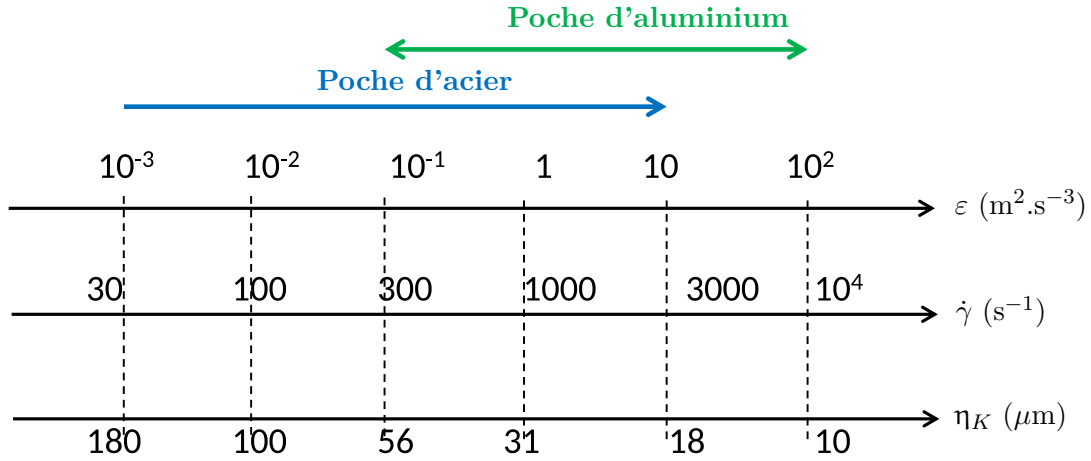 Poche d'aluminium
Poche d'acier
10⁻³ 10⁻² 10⁻¹ 1 10 10²
ε (m².s⁻³)
30 100 300 1000 3000 10⁴
γ̇ (s⁻¹)
η_K (μm)
180 100 56 31 18 10